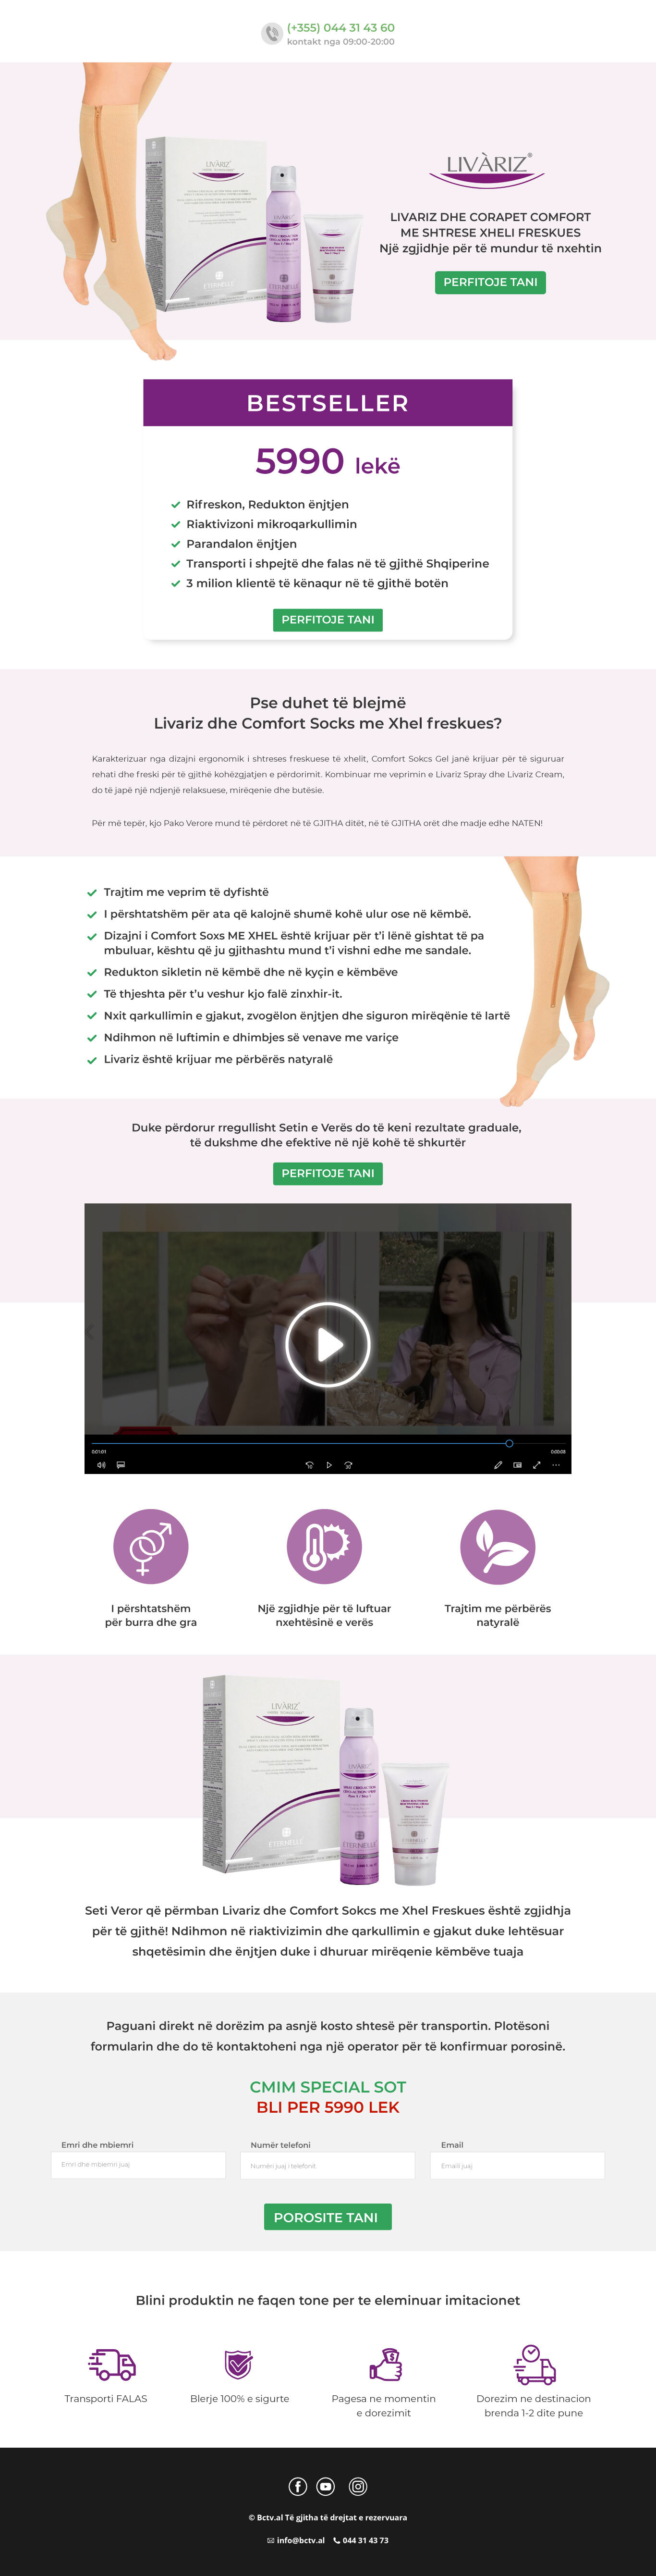 (+355) 044 31 43 60
kontakt nga 09:00-20:00
LIVÀRIZ®
LIVÀRIZ
LIVÀRIZ
LIVÀRIZ
ETERNELLE
ETERNELLE
LIVARIZ DHE CORAPET COMFORT
ME SHTRESE XHELI FRESKUES
Një zgjidhje për të mundur të nxehtin
PERFITOJE TANI
BESTSELLER
5990 lekë
Rifreskon, Redukton ënjtjen
Riaktivizoni mikroqarkullimin
Parandalon ënjtjen
Transporti i shpejtë dhe falas në të gjithë Shqiperine
3 milion klientë të kënaqur në të gjithë botën
PERFITOJE TANI
Pse duhet të blejmë
Livariz dhe Comfort Socks me Xhel freskues?
Karakterizuar nga dizajni ergonomik i shtreses freskuese të xhelit, Comfort Sokcs Gel janë krijuar për të siguruar
rehati dhe freski për të gjithë kohëzgjatjen e përdorimit. Kombinuar me veprimin e Livariz Spray dhe Livariz Cream,
do të japë një ndjenjë relaksuese, mirëqenie dhe butësie.
Për më tepër, kjo Pako Verore mund të përdoret në të GJITHA ditët, në të GJITHA orët dhe madje edhe NATEN!
Trajtim me veprim të dyfishtë
I përshtatshëm për ata që kalojnë shumë kohë ulur ose në këmbë.
Dizajni i Comfort Soxs ME XHEL është krijuar për t'i lënë gishtat të pa
mbuluar, kështu që ju gjithashtu mund t'i vishni edhe me sandale.
Redukton sikletin në këmbë dhe në kyçin e këmbëve
Të thjeshta për t'u veshur kjo falë zinxhir-it.
Nxit qarkullimin e gjakut, zvogëlon ënjtjen dhe siguron mirëqënie të lartë
Ndihmon në luftimin e dhimbjes së venave me variçe
Livariz është krijuar me përbërës natyralë
Duke përdorur rregullisht Setin e Verës do të keni rezultate graduale,
të dukshme dhe efektive në një kohë të shkurtër
PERFITOJE TANI
0:01:01
0:00:08
I përshtatshëm
për burra dhe gra
Një zgjidhje për të luftuar
nxehtësinë e verës
Trajtim me përbërës
natyralë
LIVÀRIZ
LIVÀRIZ
LIVÀRIZ
ETERNELLE
ETERNELLE
Seti Veror që përmban Livariz dhe Comfort Sokcs me Xhel Freskues është zgjidhja
për të gjithë! Ndihmon në riaktivizimin dhe qarkullimin e gjakut duke lehtësuar
shqetësimin dhe ënjtjen duke i dhuruar mirëqenie këmbëve tuaja
Paguani direkt në dorëzim pa asnjë kosto shtesë për transportin. Plotësoni
formularin dhe do të kontaktoheni nga një operator për të konfirmuar porosinë.
CMIM SPECIAL SOT
BLI PER 5990 LEK
Emri dhe mbiemri
Numër telefoni
Email
Emri dhe mbiemri juaj
Numëri juaj i telefonit
Emaili juaj
POROSITE TANI
Blini produktin ne faqen tone per te eleminuar imitacionet
Transporti FALAS
Blerje 100% e sigurte
Pagesa ne momentin
e dorezimit
Dorezim ne destinacion
brenda 1-2 dite pune
© Bctv.al Të gjitha të drejtat e rezervuara
info@bctv.al
044 31 43 73